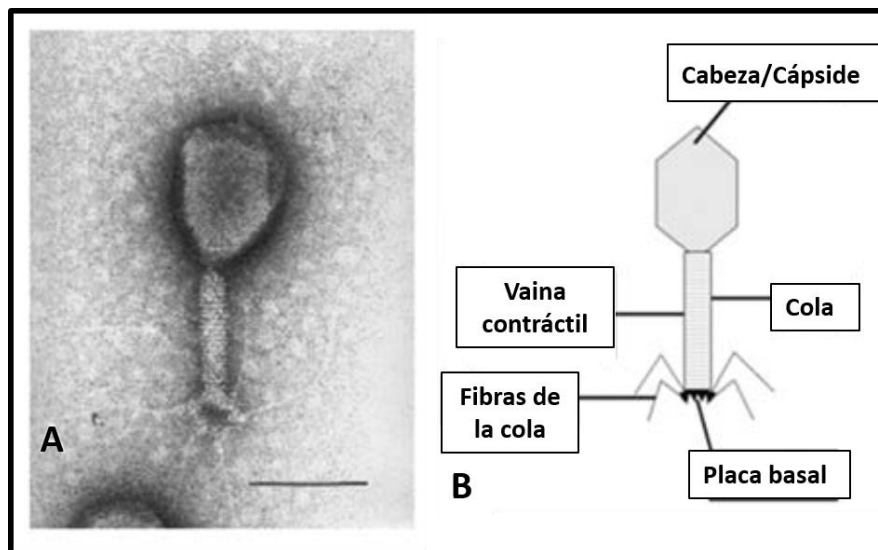 A
Cabeza/Cápside
Vaina
contráctil
Cola
Fibras de
la cola
Placa basal
B